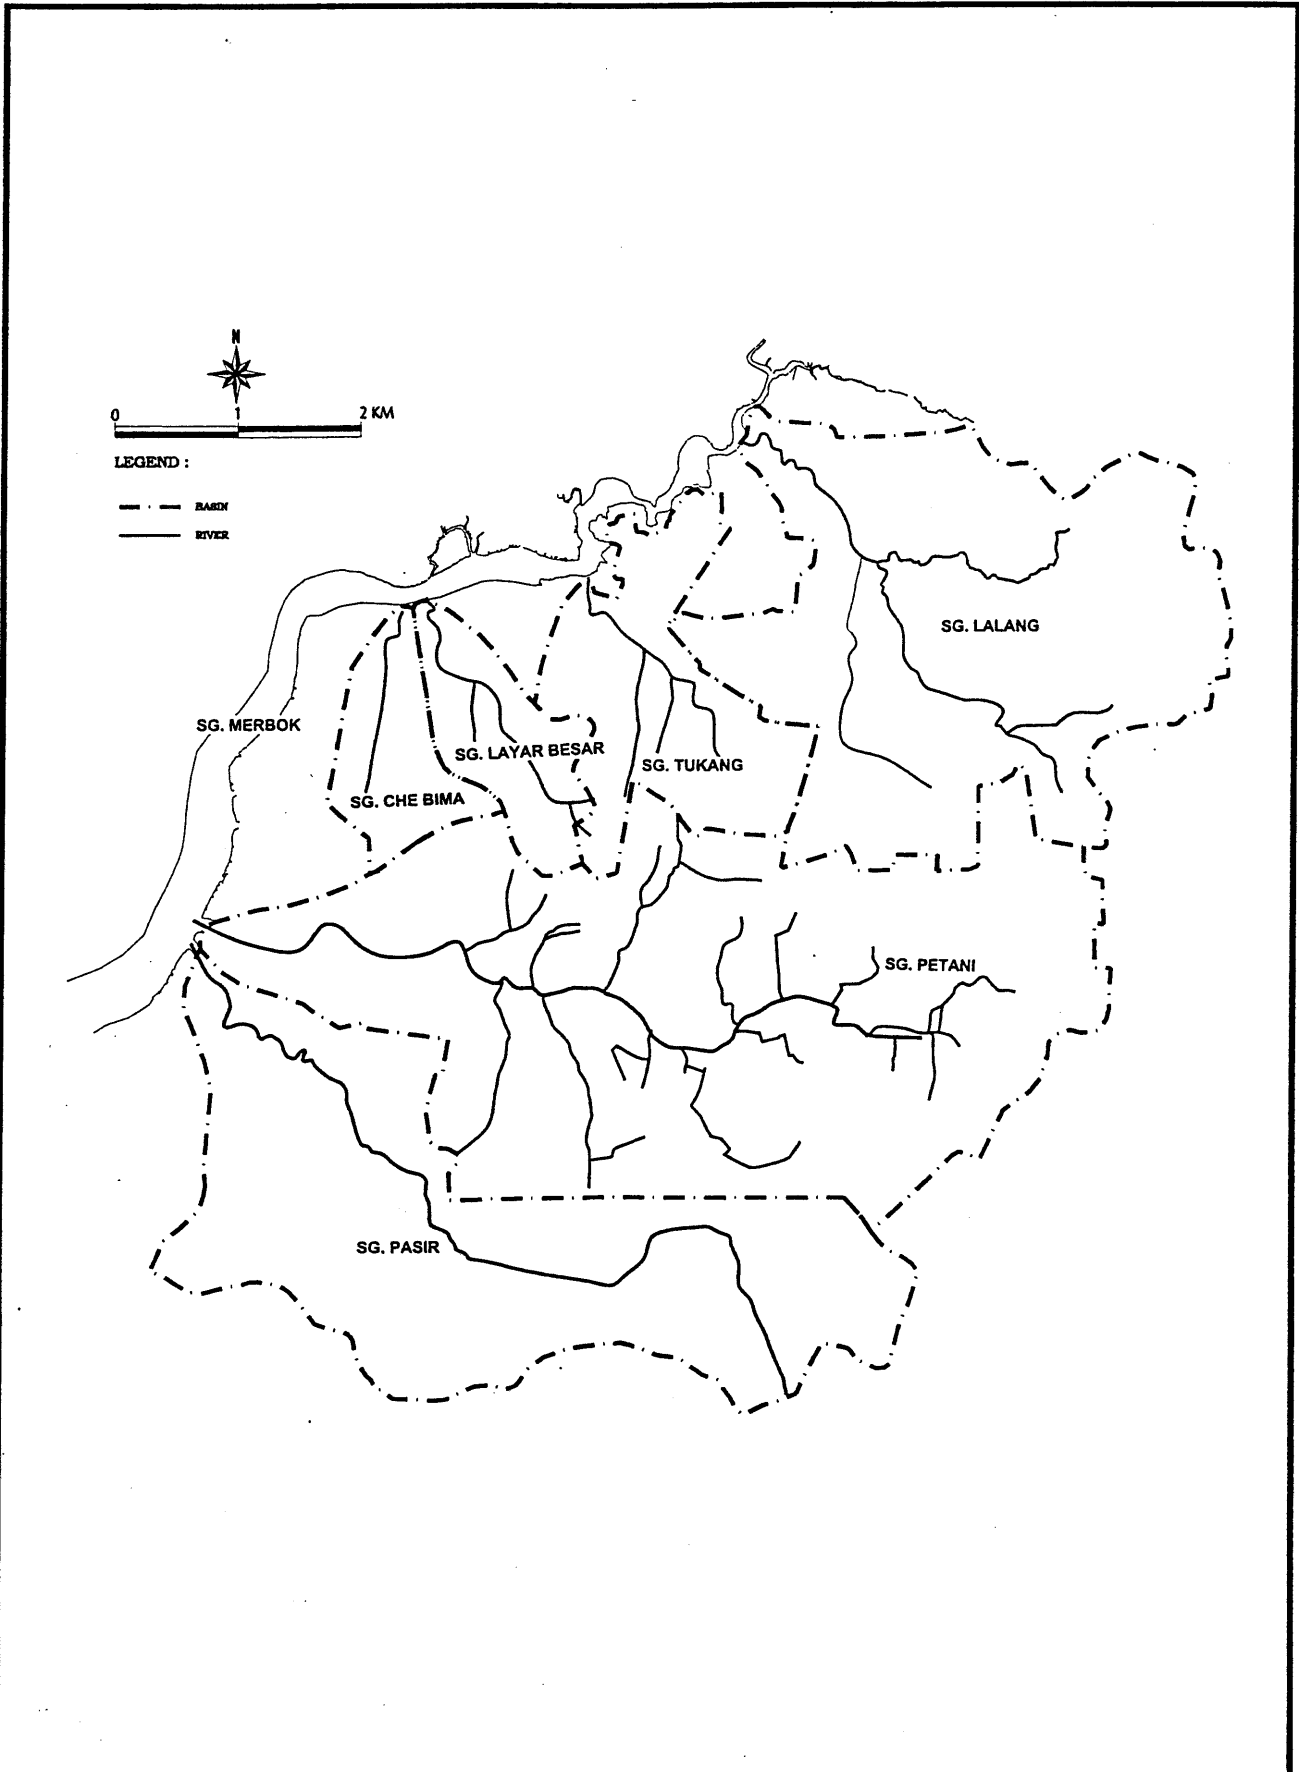 N
0 1 2 KM
LEGEND :
BASIN
RIVER
SG. LALANG
SG. MERBOK
SG. LAYAR BESAR
SG. TUKANG
SG. CHE BIMA
SG. PETANI
SG. PASIR